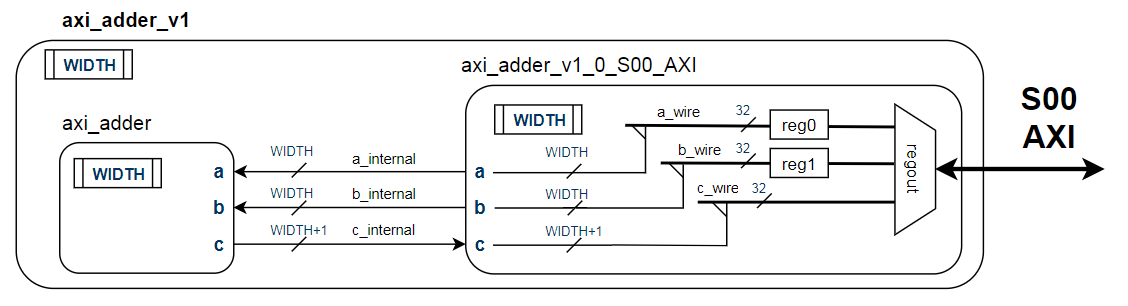 axi_adder_v1
WIDTH
axi_adder_v1_0_S00_AXI
S00
AXI
WIDTH
a_wire
32
reg0
axi_adder
WIDTH
WIDTH
a_internal
a
a
WIDTH
b_wire
32
reg1
regout
WIDTH
b_internal
b
b
WIDTH
c_wire
32
WIDTH+1
c_internal
c
c
WIDTH+1